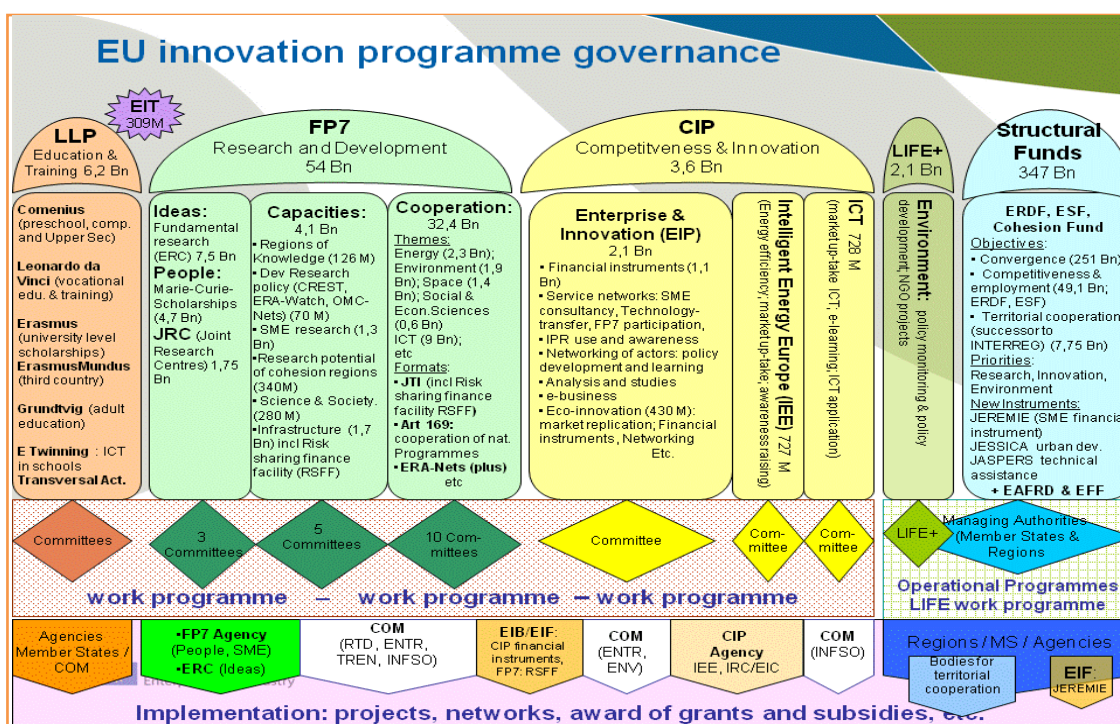 EU innovation programme governance
EIT
309M
LLP
Education &
Training 6,2 Bn
FP7
Research and Development
54 Bn
CIP
Competitveness & Innovation
3,6 Bn
LIFE+
2,1 Bn
Structural
Funds
347 Bn
Comenius
(preschool, comp.
and Upper Sec)
Leonardo da
Vinci (vocational
edu. & training)
Erasmus
(university level
scholarships)
ErasmusMundus
(third country)
Grundtvig (adult
education)
E Twinning : ICT
in schools
Transversal Act.
Ideas:
Fundamental
research
(ERC) 7,5 Bn
People:
Marie-Curie-
Scholarships
(4,7 Bn)
JRC (Joint
Research
Centres) 1,75
Bn
Capacities:
4,1 Bn
▪ Regions of
Knowledge (126 M)
▪ Dev Research
policy (CREST,
ERA-Watch, OMC-
Nets) (70 M)
▪ SME research (1,3
Bn)
▪Research potential
of cohesion regions
(340M)
▪ Science & Society.
(280 M)
▪Infrastructure (1,7
Bn) incl Risk
sharing finance
facility (RSFF)
Cooperation:
32,4 Bn
Themes:
Energy (2,3 Bn);
Environment (1,9
Bn); Space (1,4
Bn); Social &
Econ.Sciences
(0,6 Bn)
ICT (9 Bn);
etc
Formats:
▪ JTI (incl Risk
sharing finance
facility RSFF)
▪ Art 169:
cooperation of nat.
Programmes
▪ERA-Nets (plus)
etc
Enterprise &
Innovation (EIP)
2,1 Bn
▪ Financial instruments (1,1
Bn)
▪ Service networks: SME
consultancy, Technology-
transfer, FP7 participation,
▪ IPR use and awareness
▪ Networking of actors: policy
development and learning
▪ Analysis and studies
▪ e-business
▪ Eco-innovation (430 M):
market replication; Financial
instruments, Networking
Etc.
Intelligent Energy Europe (IEE) 727 M
(Energy efficiency; market up-take; awareness raising)
ICT 728 M
(market up-take ICT; e-learning; ICT application)
Environment: policy monitoring & policy
development; NGO projects
ERDF, ESF,
Cohesion Fund
Objectives:
▪ Convergence (251 Bn)
▪ Competitiveness &
employment (49,1 Bn;
ERDF, ESF)
▪ Territorial cooperation
(successor to
INTERREG) (7,75 Bn)
Priorities:
Research, Innovation,
Environment
New Instruments:
JEREMIE (SME financial
instrument)
JESSICA urban dev.
JASPERS technical
assistance
+ EAFRD & EFF
Committees
3
Committees
5
Committees
10 Com-
mittees
Committee
Com-
mittee
Com-
mittee
LIFE+
Managing Authorities
(Member States &
Regions
work programme – work programme – work programme
Operational Programmes
LIFE work programme
Agencies
Member States /
COM
▪FP7 Agency
(People, SME)
▪ERC (Ideas)
COM
(RTD, ENTR,
TREN, INFSO)
EIB/EIF:
CIP financial
instruments,
FP7: RSFF
COM
(ENTR,
ENV)
CIP
Agency
IEE, IRC/EIC
COM
(INFSO)
Regions / MS / Agencies
Bodies for
territorial
cooperation
EIF:
JEREMIE
Implementation: projects, networks, award of grants and subsidies, etc.